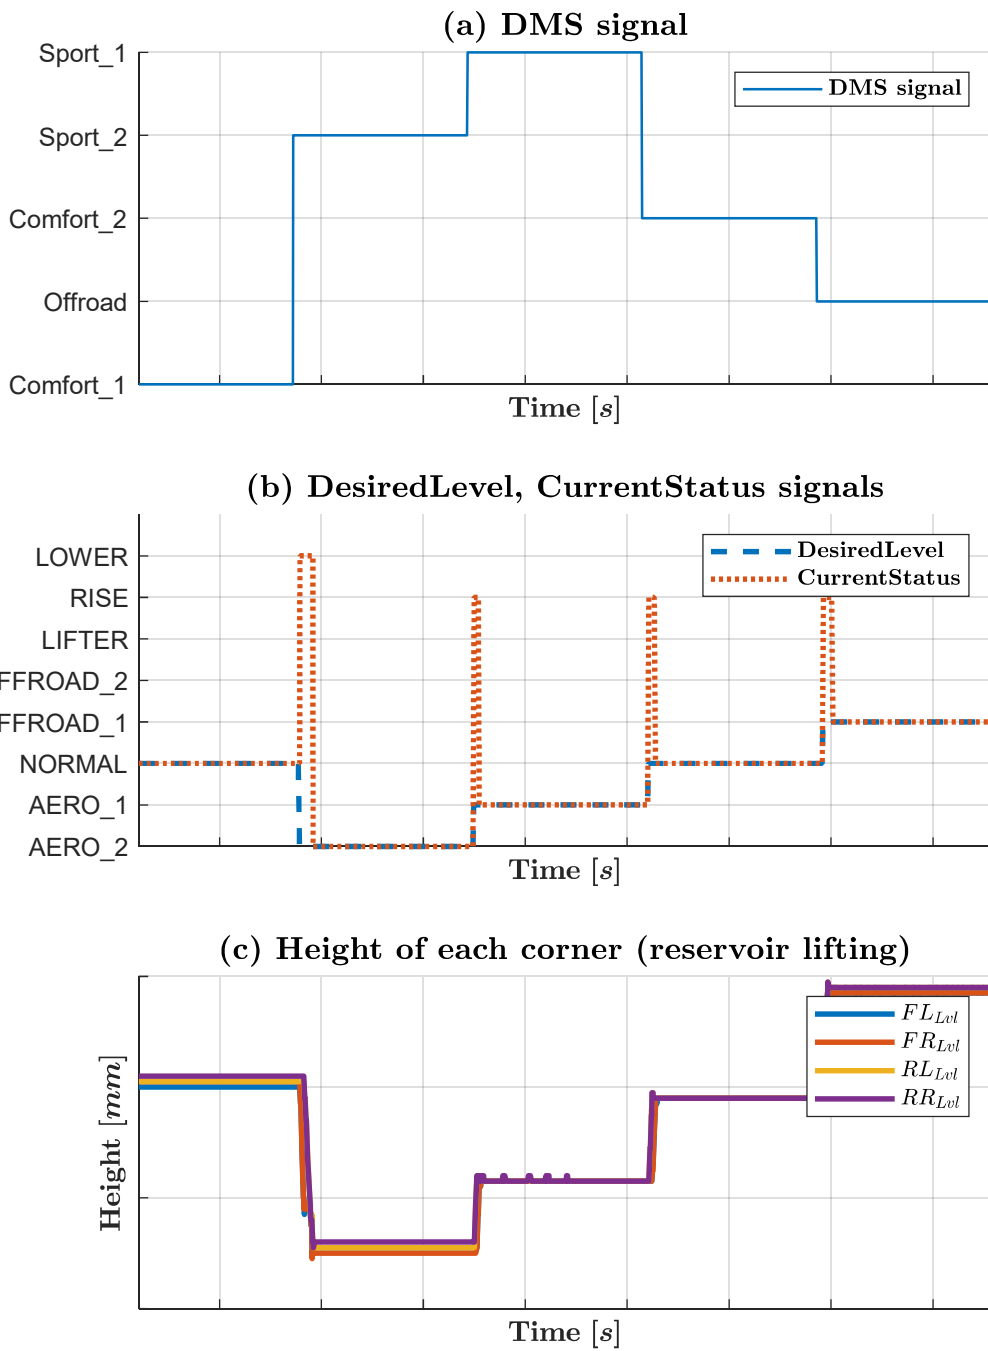 (a) DMS signal
Sport_1
DMS signal
Sport_2
Comfort_2
Offroad
Comfort_1
Time [s]
(b) DesiredLevel, CurrentStatus signals
LOWER
DesiredLevel
CurrentStatus
RISE
LIFTER
FFROAD_2
FFROAD_1
NORMAL
AERO_1
AERO_2
Time [s]
(c) Height of each corner (reservoir lifting)
Height [mm]
FL_Lvl
FR_Lvl
RL_Lvl
RR_Lvl
Time [s]